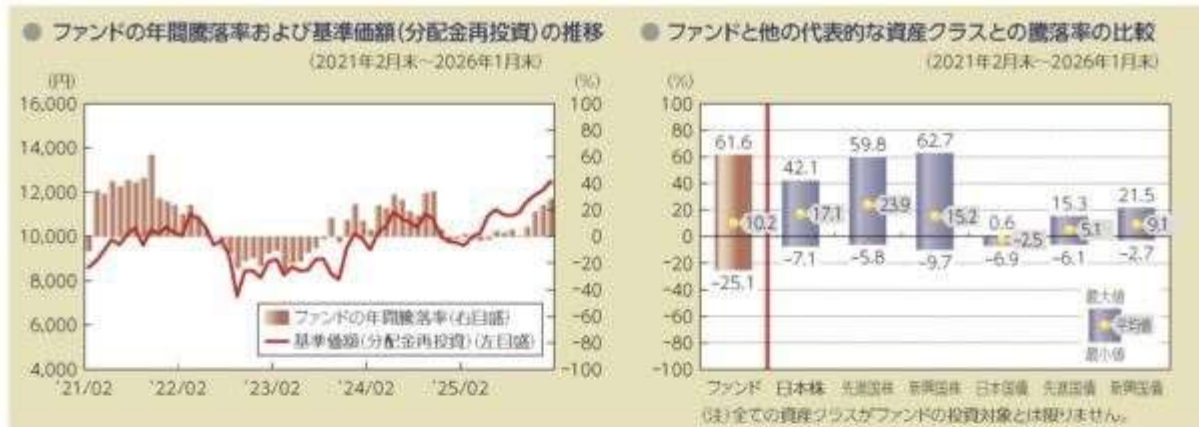 ● ファンドの年間騰落率および基準価額(分配金再投資)の推移
(2021年2月末～2026年1月末)
(円)
(%)
16,000
14,000
12,000
10,000
8,000
6,000
4,000
100
80
60
40
20
0
-20
-40
-60
-80
-100
ファンドの年間騰落率(右目盛)
基準価額(分配金再投資)(左目盛)
'21/02 '22/02 '23/02 '24/02 '25/02
● ファンドと他の代表的な資産クラスとの騰落率の比較
(2021年2月末～2026年1月末)
(%)
100
80
60
40
20
0
-20
-40
-60
-80
-100
61.6 42.1 59.8 62.7 0.6 15.3 21.5
10.2 17.1 23.9 15.2 -2.5 5.1 9.1
-25.1 -7.1 -5.8 -9.7 -6.9 -6.1 -2.7
最大値
平均値
最小値
ファンド 日本株 先進国株 新興国株 日本国債 先進国債 新興国債
(注)全ての資産クラスがファンドの投資対象とは限りません。